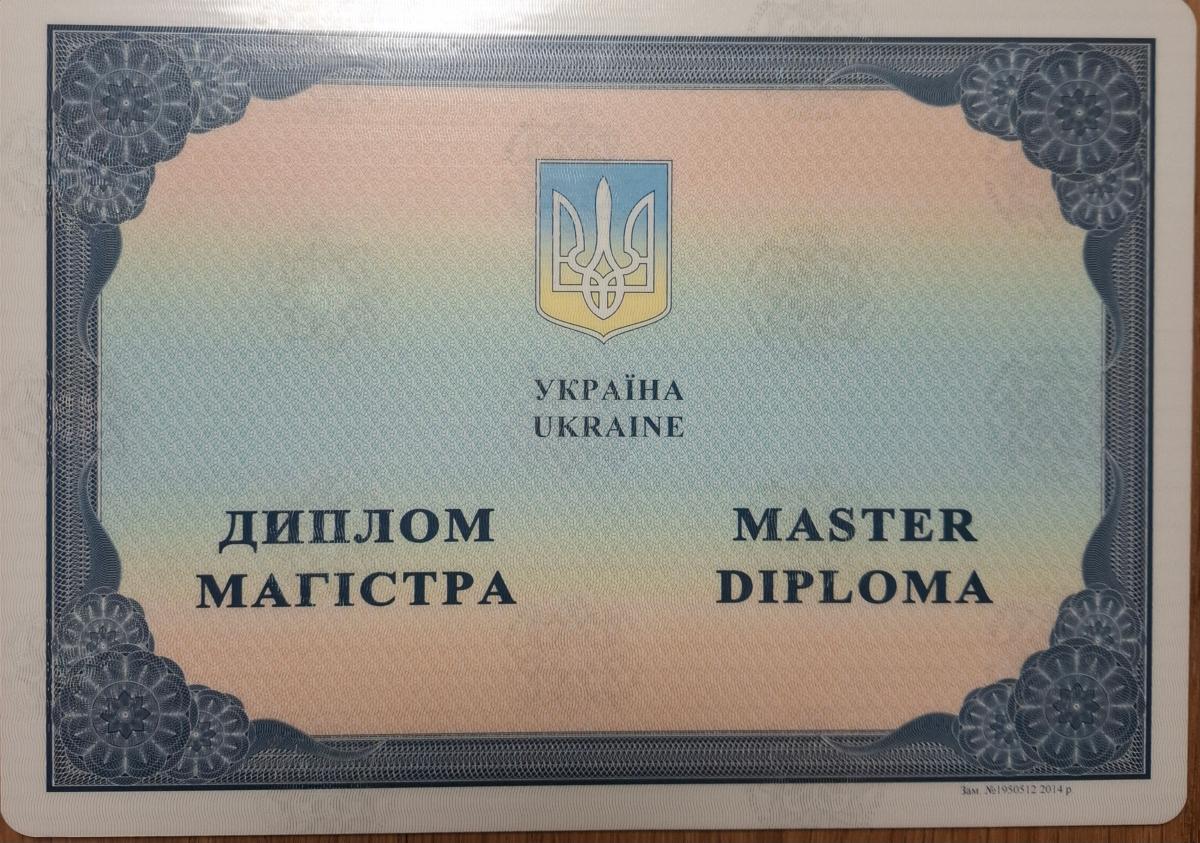 УКРАЇНА
UKRAINE
ДИПЛОМ
МАГІСТРА
MASTER
DIPLOMA
Зам. №1950512 2014 р.